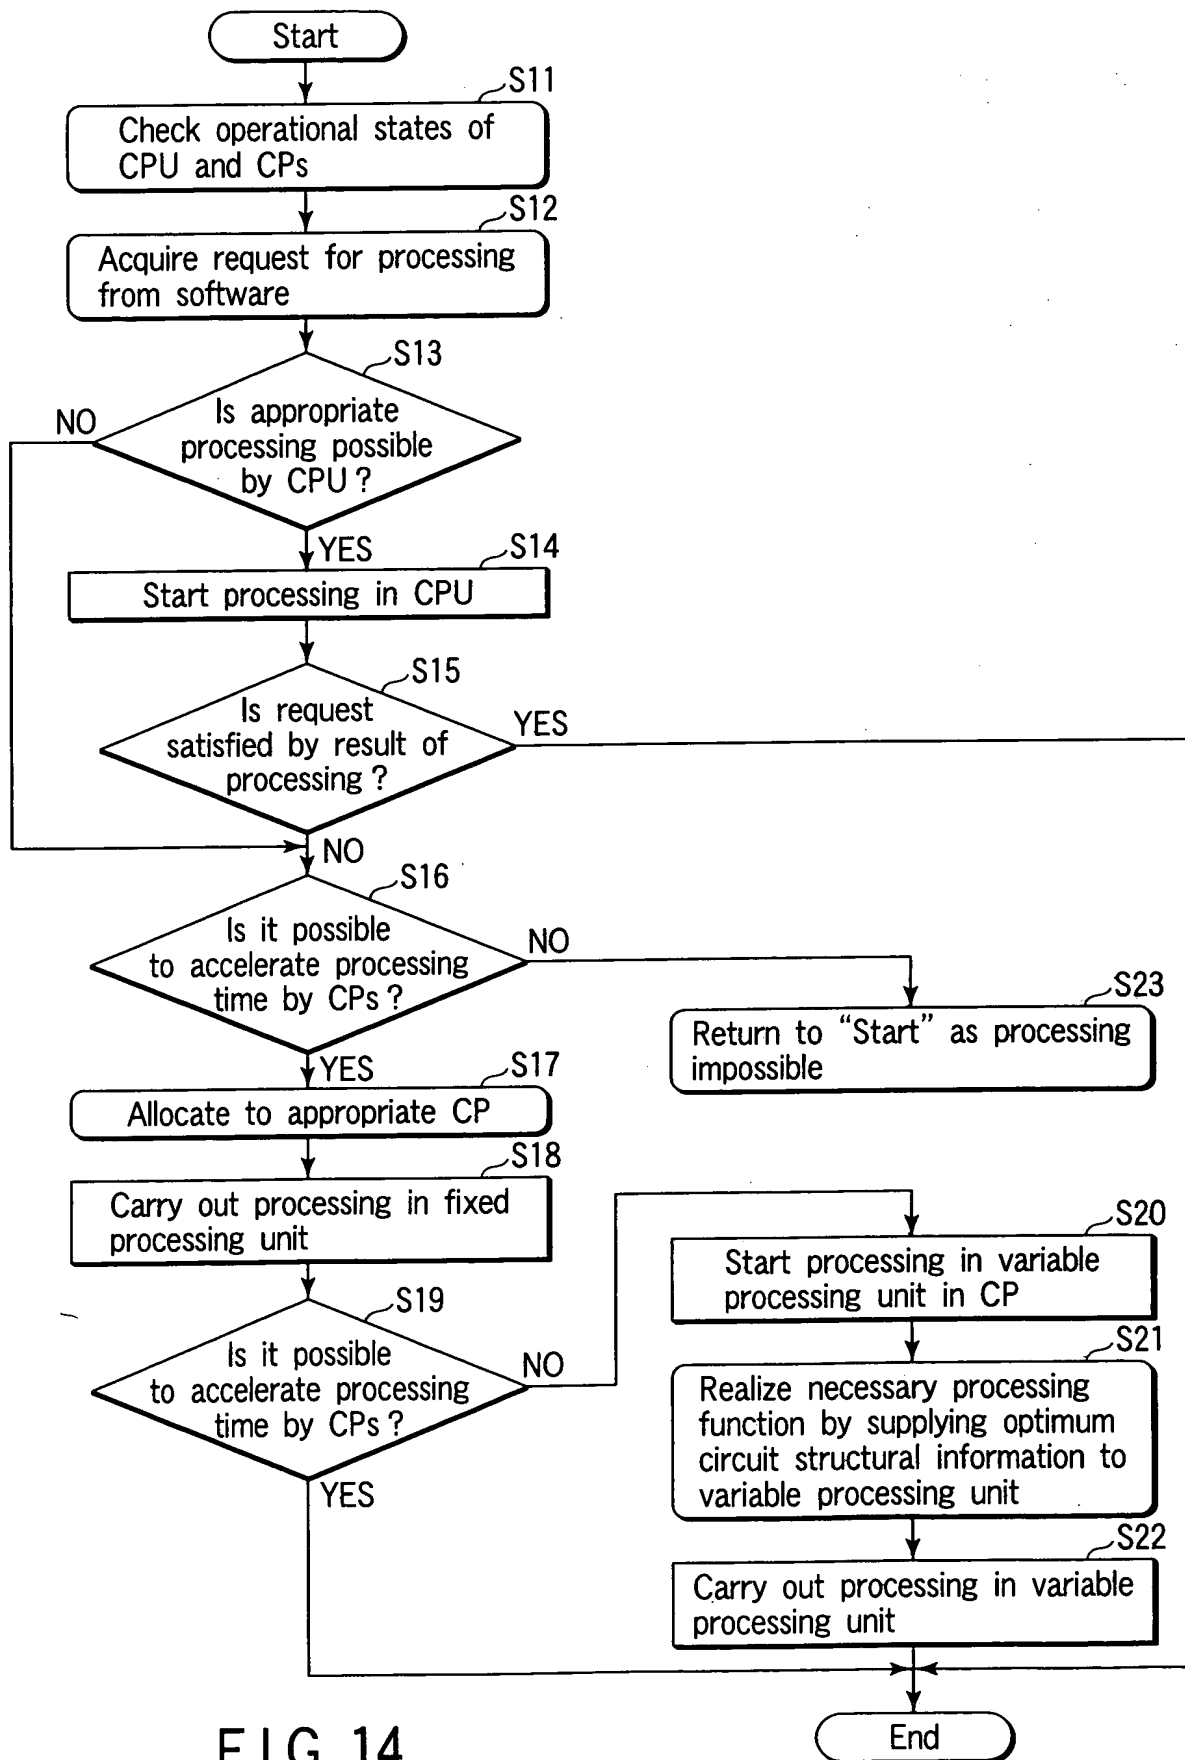 Start
S11
Check operational states of
CPU and CPs
S12
Acquire request for processing
from software
S13
NO
Is appropriate
processing possible
by CPU ?
YES
S14
Start processing in CPU
S15
Is request
satisfied by result of
processing ?
YES
NO
S16
Is it possible
to accelerate processing
time by CPs ?
NO
S23
Return to “Start” as processing
impossible
YES
S17
Allocate to appropriate CP
S18
Carry out processing in fixed
processing unit
S19
Is it possible
to accelerate processing
time by CPs ?
NO
YES
S20
Start processing in variable
processing unit in CP
S21
Realize necessary processing
function by supplying optimum
circuit structural information to
variable processing unit
S22
Carry out processing in variable
processing unit
End
FIG. 14